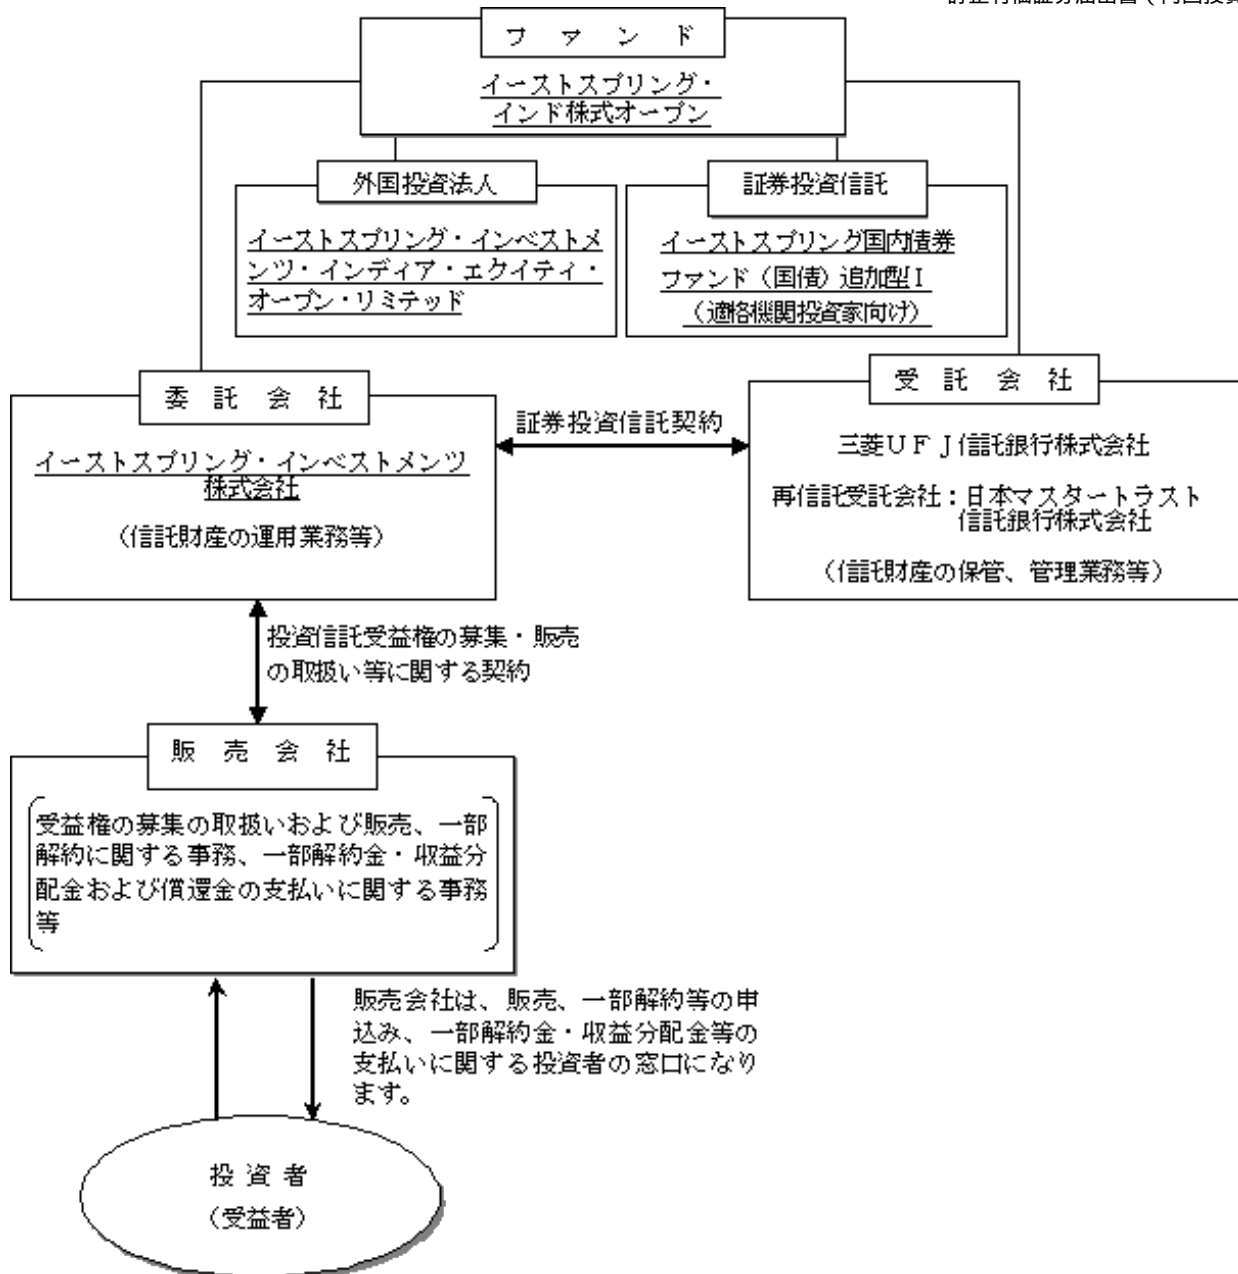 ファンド
イーストスプリング・
インド株式オープン
外国投資法人
イーストスプリング・インベストメ
ンツ・インディア・エクイティ・
オープン・リミテッド
証券投資信託
イーストスプリング国内債券
ファンド（国債）追加型Ｉ
（適格機関投資家向け）
委託会社
イーストスプリング・インベストメンツ
株式会社
（信託財産の運用業務等）
証券投資信託契約
受託会社
三菱ＵＦＪ信託銀行株式会社
再信託受託会社：日本マスタートラスト
信託銀行株式会社
（信託財産の保管、管理業務等）
投資信託受益権の募集・販売
の取扱い等に関する契約
販売会社
受益権の募集の取扱いおよび販売、一部
解約に関する事務、一部解約金・収益分
配金および償還金の支払いに関する事務
等
販売会社は、販売、一部解約等の申
込み、一部解約金・収益分配金等の
支払いに関する投資者の窓口になり
ます。
投資者
（受益者）